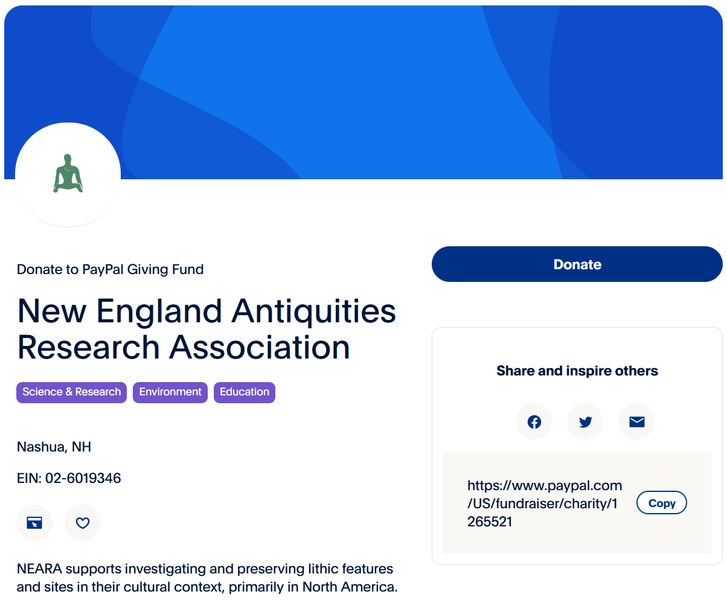 Donate to PayPal Giving Fund
New England Antiquities
Research Association
Science & Research
Environment
Education
Nashua, NH
EIN: 02-6019346
NEARA supports investigating and preserving lithic features
and sites in their cultural context, primarily in North America.
Donate
Share and inspire others
https://www.paypal.com
/US/fundraiser/charity/1
265521
Copy